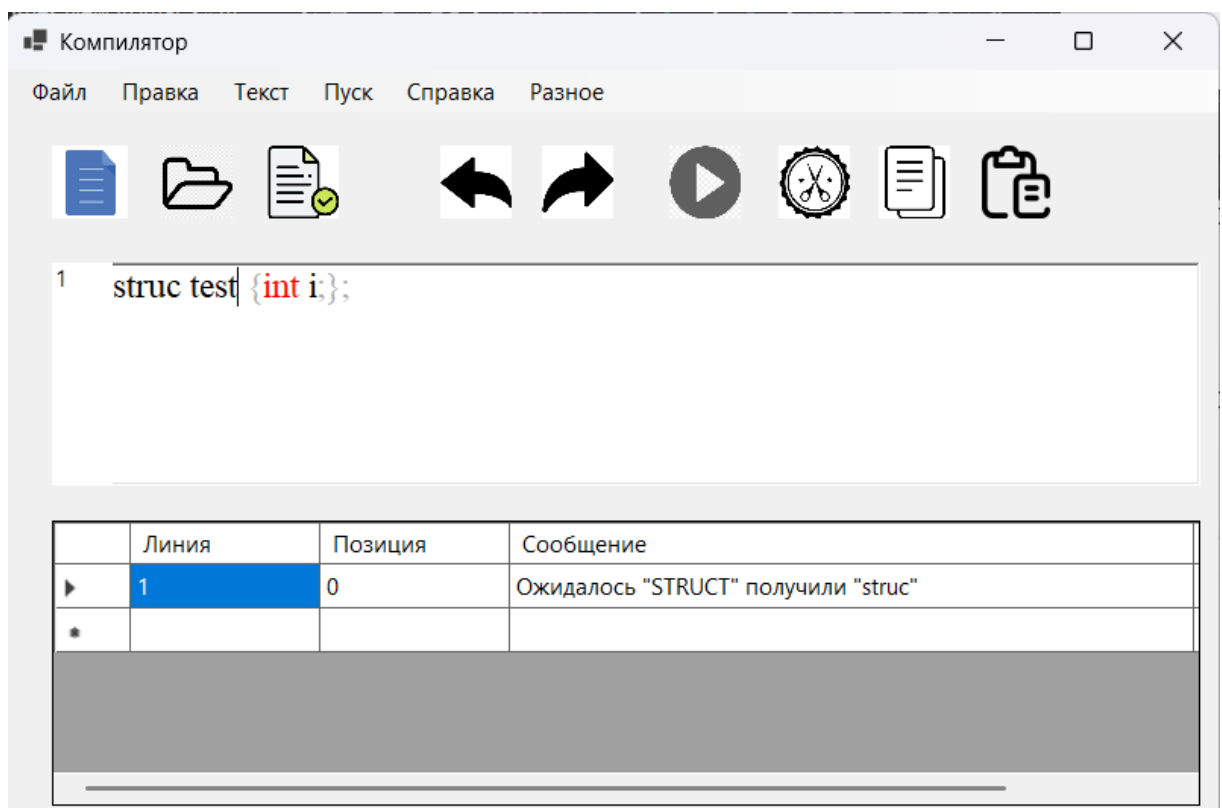 Компилятор
Файл Правка Текст Пуск Справка Разное
1 struc test {int i;};
Линия Позиция Сообщение
1 0 Ожидалось "STRUCT" получили "struc"